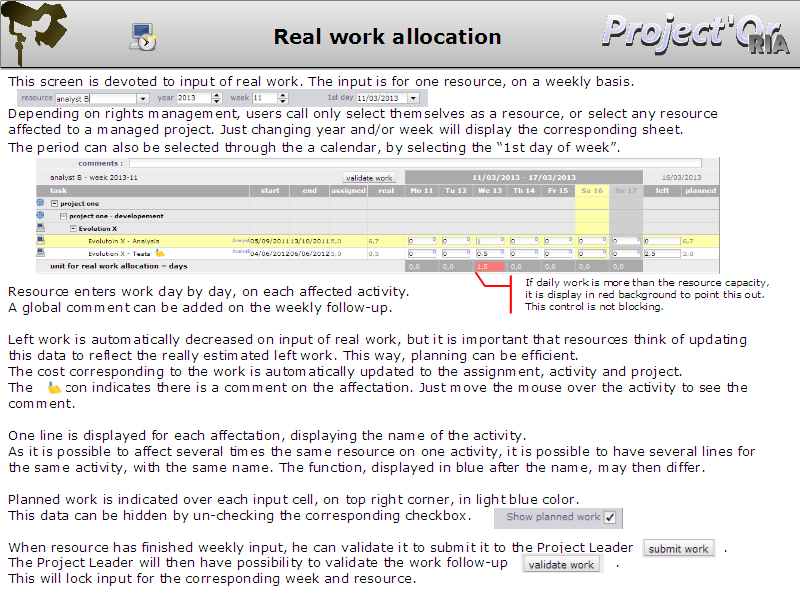 Real work allocation
Project'Or
RIA
This screen is devoted to input of real work. The input is for one resource, on a weekly basis.
resource analyst B year 2013 week 11 1st day 11/03/2013
Depending on rights management, users call only select themselves as a resource, or select any resource
affected to a managed project. Just changing year and/or week will display the corresponding sheet.
The period can also be selected through the a calendar, by selecting the “1st day of week”.
comments :
analyst B - week 2013-11 validate work 11/03/2013 - 17/03/2013 16/03/2013
task start end assigned real Mo 11 Tu 12 We 13 Th 14 Fr 15 Sa 16 Su 17 left planned
project one
project one - developement
Evolution X
Evolutoin X - Analysis Analyst 05/09/2011 13/10/2011 5,0 6,7 0 0 1 0 0 0 0 0 6,7
Evolution X - Tests Analyst 04/06/2012 06/06/2012 3,0 0,5 0 0 0.5 0 0 0 0 2.5 3,0
unit for real work allocation = days 0,0 0,0 1,5 0,0 0,0 0,0 0,0
Resource enters work day by day, on each affected activity.
A global comment can be added on the weekly follow-up.
If daily work is more than the resource capacity,
it is display in red background to point this out.
This control is not blocking.
Left work is automatically decreased on input of real work, but it is important that resources think of updating
this data to reflect the really estimated left work. This way, planning can be efficient.
The cost corresponding to the work is automatically updated to the assignment, activity and project.
The con indicates there is a comment on the affectation. Just move the mouse over the activity to see the
comment.
One line is displayed for each affectation, displaying the name of the activity.
As it is possible to affect several times the same resource on one activity, it is possible to have several lines for
the same activity, with the same name. The function, displayed in blue after the name, may then differ.
Planned work is indicated over each input cell, on top right corner, in light blue color.
This data can be hidden by un-checking the corresponding checkbox. Show planned work
When resource has finished weekly input, he can validate it to submit it to the Project Leader submit work .
The Project Leader will then have possibility to validate the work follow-up validate work .
This will lock input for the corresponding week and resource.